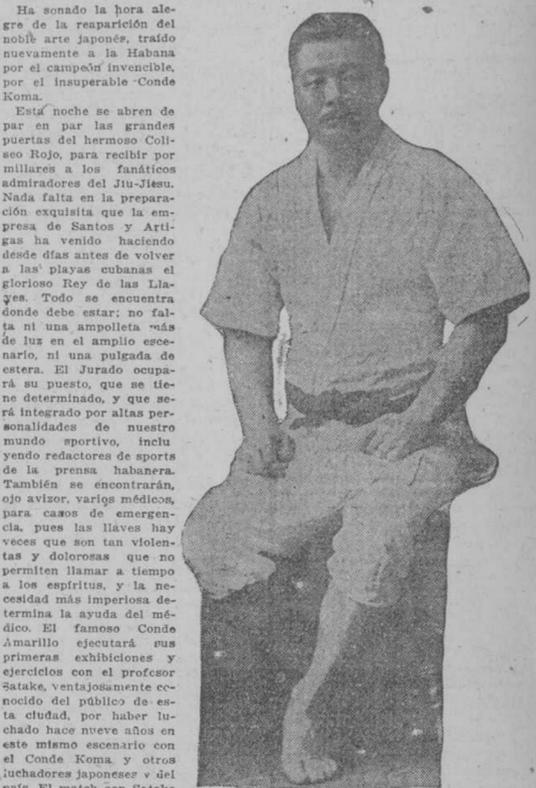 Ha sonado la hora ale-
gre de la reaparición del
noble arte japonés, traído
nuevamente a la Habana
por el campeón invencible,
por el insuperable Conde
Koma.
Esta noche se abren de
par en par las grandes
puertas del hermoso Coli-
seo Rojo, para recibir por
millares a los fanáticos
admiradores del Jiu-Jiesu.
Nada falta en la prepara-
ción exquisita que la em-
presa de Santos y Arti-
gas ha venido haciendo
desde días antes de volver
a las playas cubanas el
glorioso Rey de las Lla-
ves. Todo se encuentra
donde debe estar; no fal-
ta ni una ampolleta más
de luz en el amplio esce-
nario, ni una pulgada de
estera. El Jurado ocupa-
rá su puesto, que se tie-
ne determinado, y que se-
rá integrado por altas per-
sonalidades de nuestro
mundo sportivo, inclu
yendo redactores de sports
de la prensa habanera.
También se encontrarán,
ojo avizor, varios médicos,
para casos de emergen-
cia, pues las llaves hay
veces que son tan violen-
tas y dolorosas que no
permiten llamar a tiempo
a los espíritus, y la ne-
cesidad más imperiosa de-
termina la ayuda del mé-
dico. El famoso Conde
Amarillo ejecutará sus
primeras exhibiciones y
ejercicios con el profesor
Satake, ventajosamente co-
nocido del público de es-
ta ciudad, por haber lu-
chado hace nueve años en
este mismo escenario con
el Conde Koma y otros
luchadores japoneses y del
país. El match con Satake